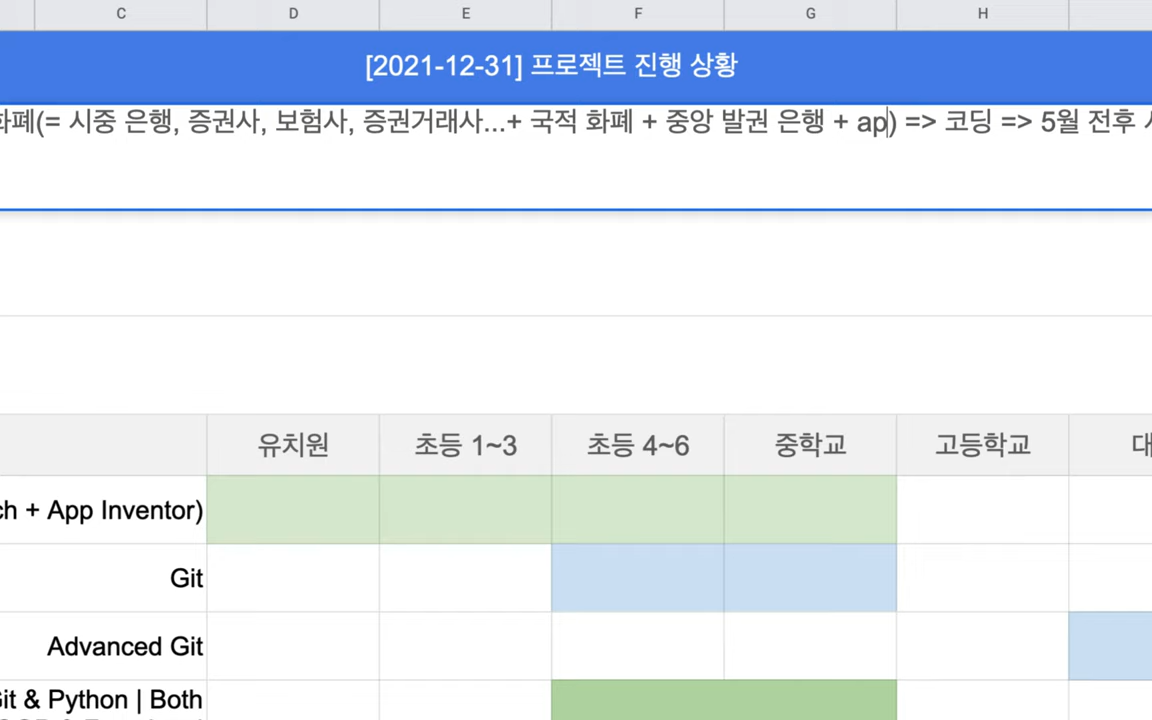 C D E F G H
[2021-12-31] 프로젝트 진행 상황
화폐(= 시중 은행, 증권사, 보험사, 증권거래사...+ 국적 화폐 + 중앙 발권 은행 + ap) => 코딩 => 5월 전후
유치원 초등 1~3 초등 4~6 중학교 고등학교
+ App Inventor)
Git
Advanced Git
Git & Python | Both